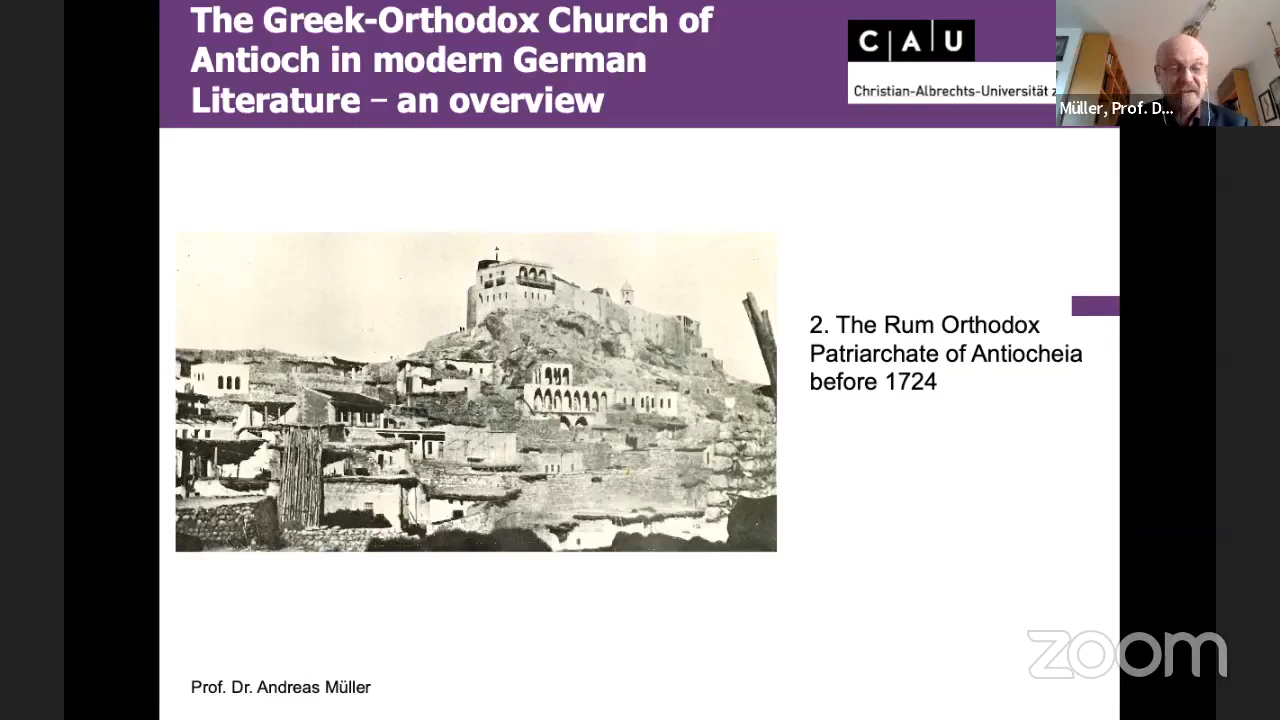 The Greek-Orthodox Church of
Antioch in modern German
Literature – an overview
C A U
Christian-Albrechts-Universität z
Müller, Prof. D...
2. The Rum Orthodox
Patriarchate of Antiocheia
before 1724
zoom
Prof. Dr. Andreas Müller